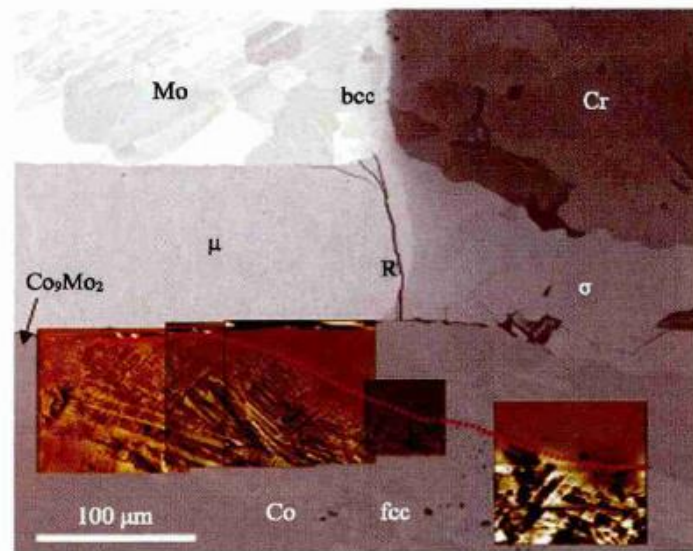 Mo
bcc
Cr
μ
R
σ
Co₉Mo₂
100 μm
Co
fcc